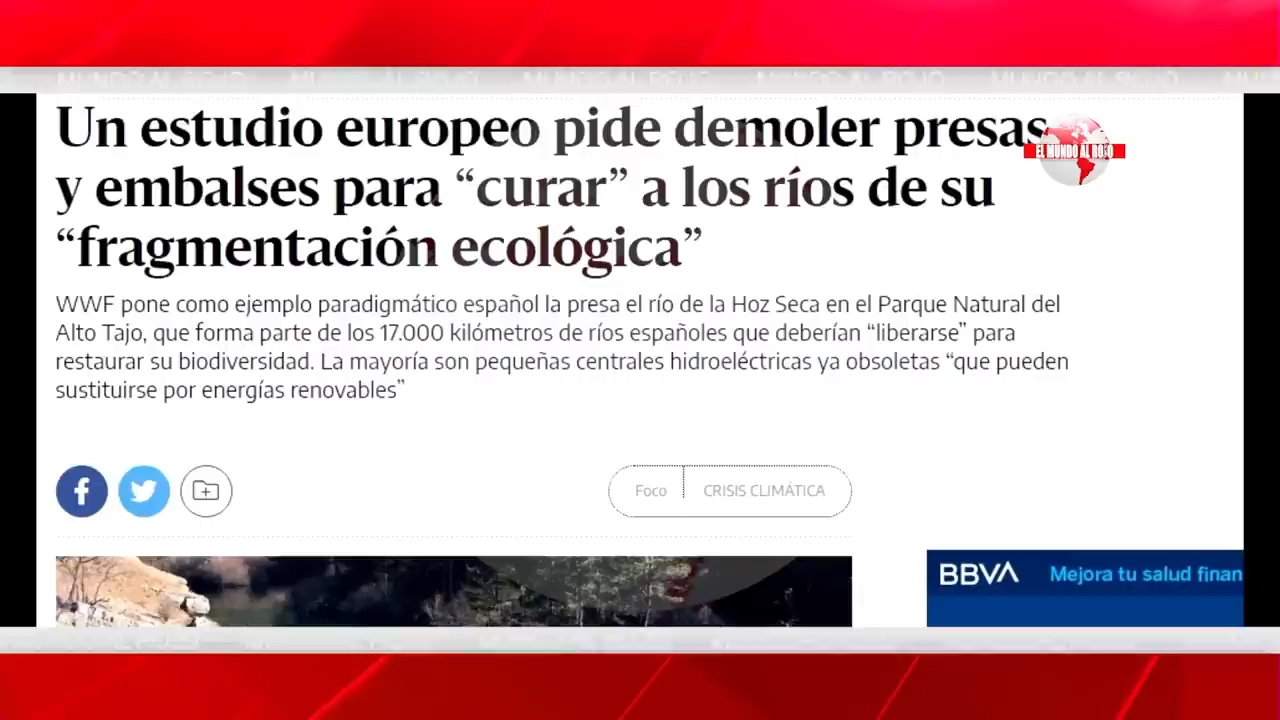 MUNDO AL ROJO
Un estudio europeo pide demoler presas
EL MUNDO AL ROJO
y embalses para “curar” a los ríos de su
“fragmentación ecológica”
WWF pone como ejemplo paradigmático español la presa el río de la Hoz Seca en el Parque Natural del
Alto Tajo, que forma parte de los 17.000 kilómetros de ríos españoles que deberían “liberarse” para
restaurar su biodiversidad. La mayoría son pequeñas centrales hidroeléctricas ya obsoletas “que pueden
sustituirse por energías renovables”
Foco
CRISIS CLIMÁTICA
BBVA Mejora tu salud finan